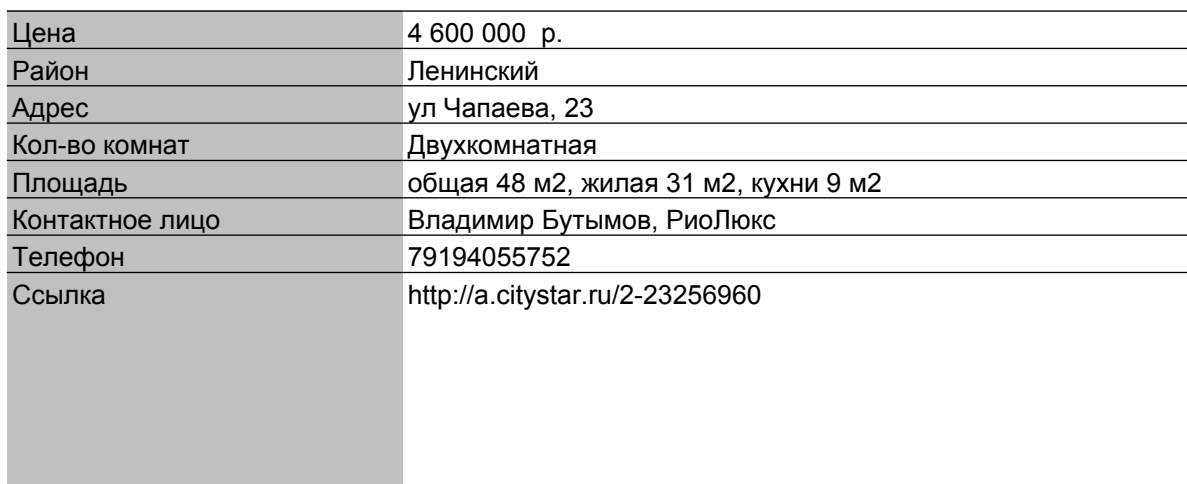 Цена 4 600 000 р.
Район Ленинский
Адрес ул Чапаева, 23
Кол-во комнат Двухкомнатная
Площадь общая 48 м2, жилая 31 м2, кухни 9 м2
Контактное лицо Владимир Бутымов, РиоЛюкс
Телефон 79194055752
Ссылка http://a.citystar.ru/2-23256960